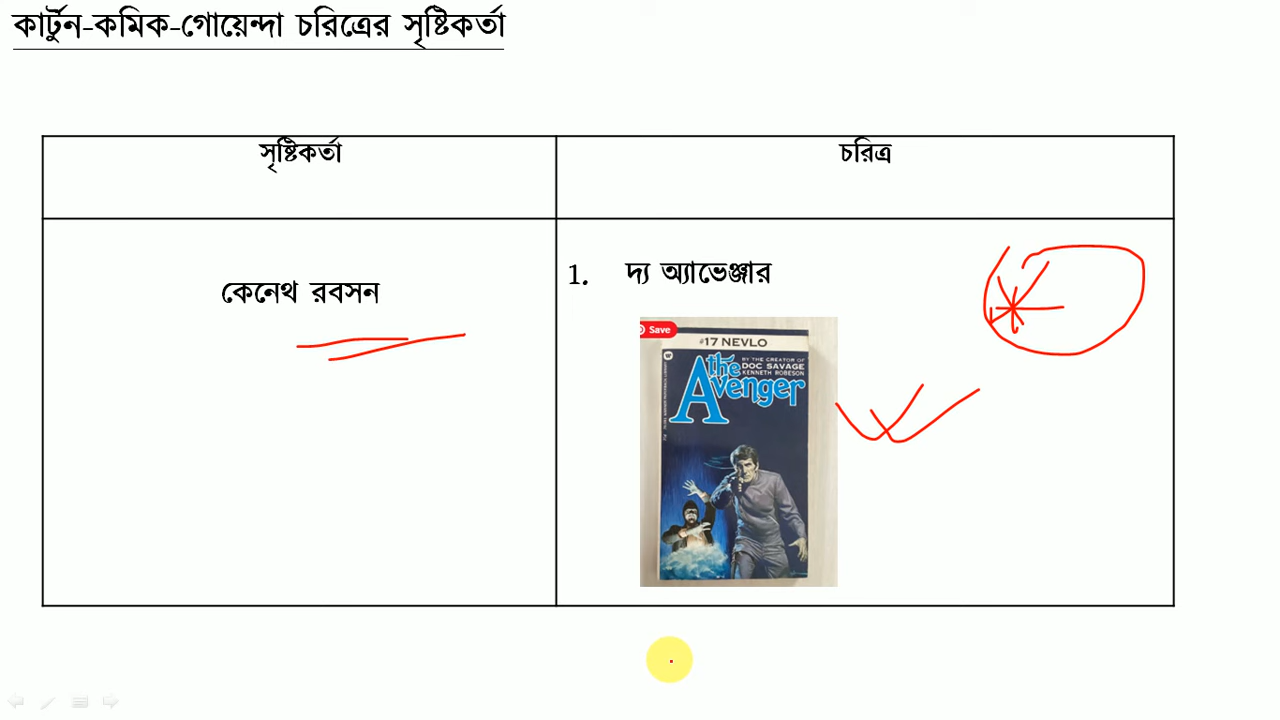 কার্টুন-কমিক-গোয়েন্দা চরিত্রের সৃষ্টিকর্তা
সৃষ্টিকর্তা
চরিত্র
কেনেথ রবসন
1. দ্য অ্যাভেঞ্জার
Save
#17 NEVLO
the Avenger
BY THE CREATOR OF
DOC SAVAGE
KENNETH ROBESON